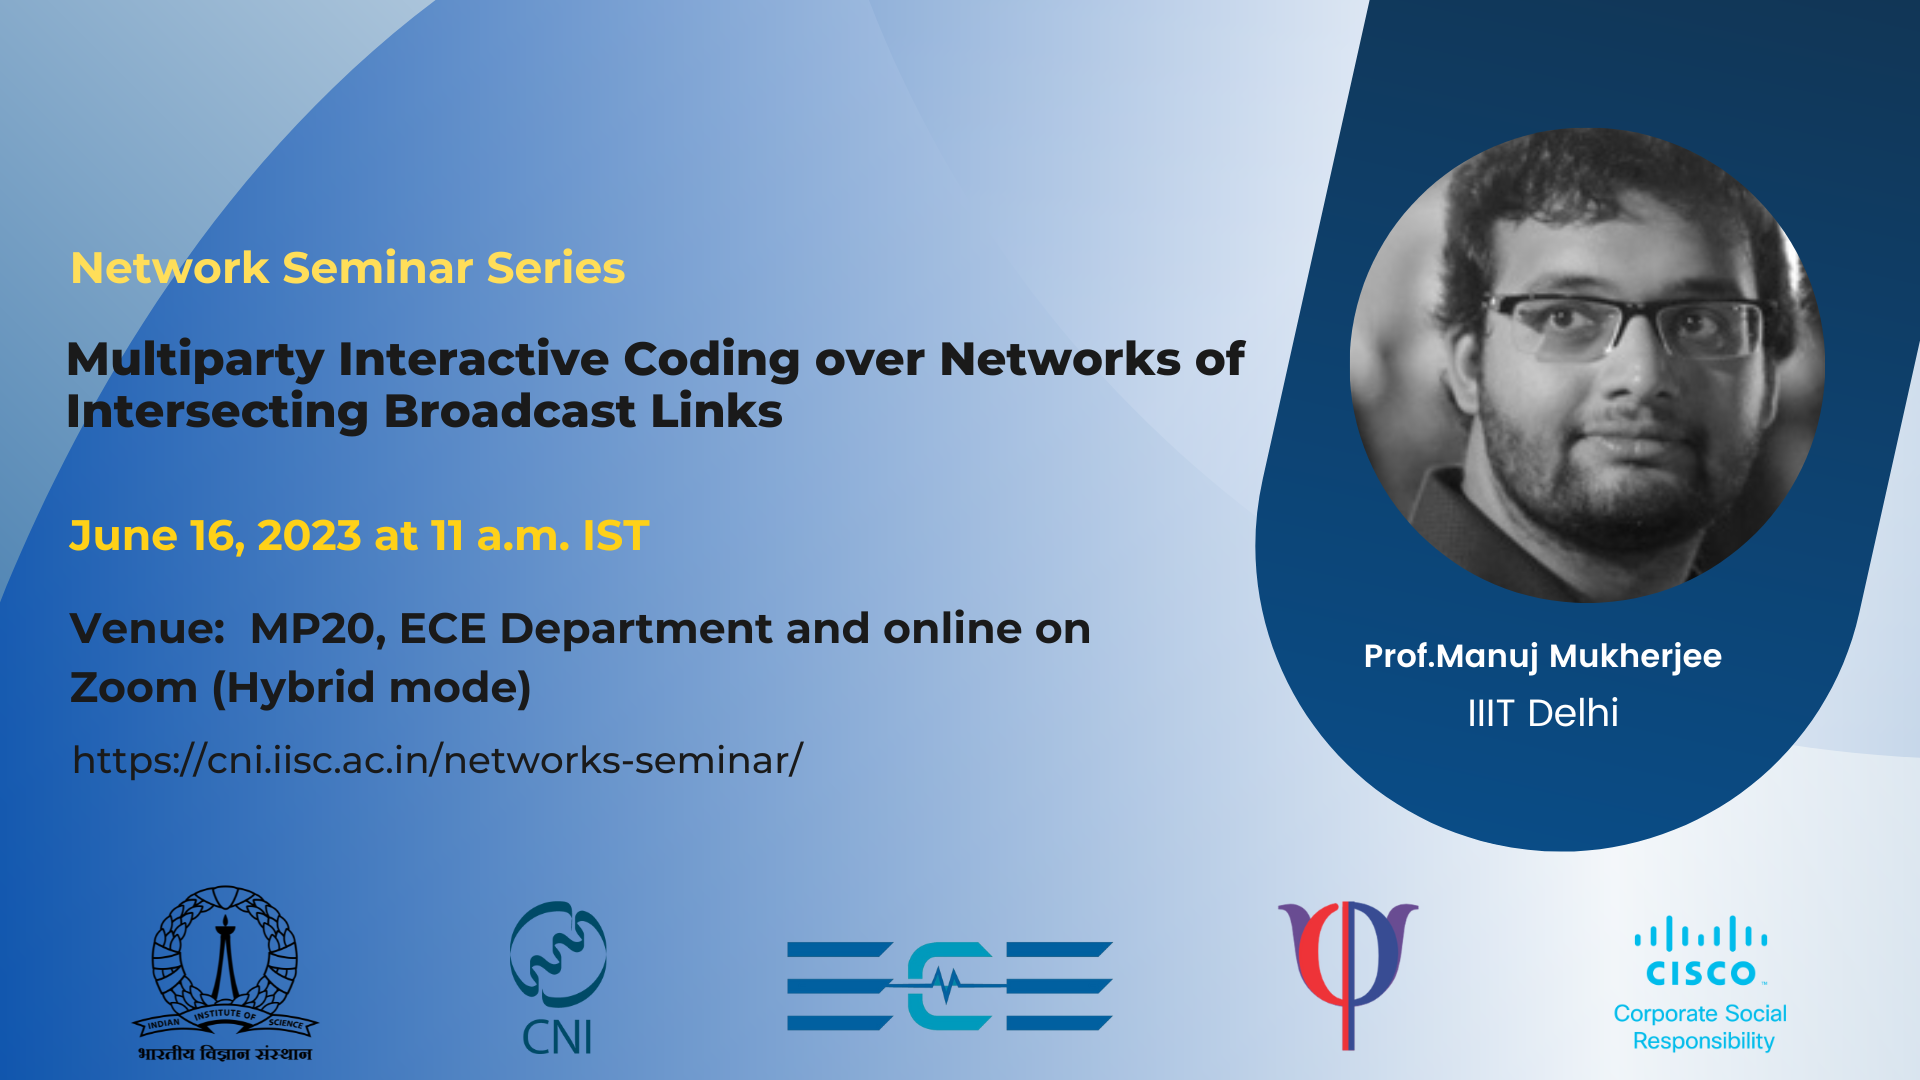 Network Seminar Series
Multiparty Interactive Coding over Networks of
Intersecting Broadcast Links
June 16, 2023 at 11 a.m. IST
Venue:  MP20, ECE Department and online on
Zoom (Hybrid mode)
https://cni.iisc.ac.in/networks-seminar/
Prof.Manuj Mukherjee
IIIT Delhi
INDIAN INSTITUTE OF SCIENCE
भारतीय विज्ञान संस्थान
CNI
ECE
CISCO™
Corporate Social
Responsibility